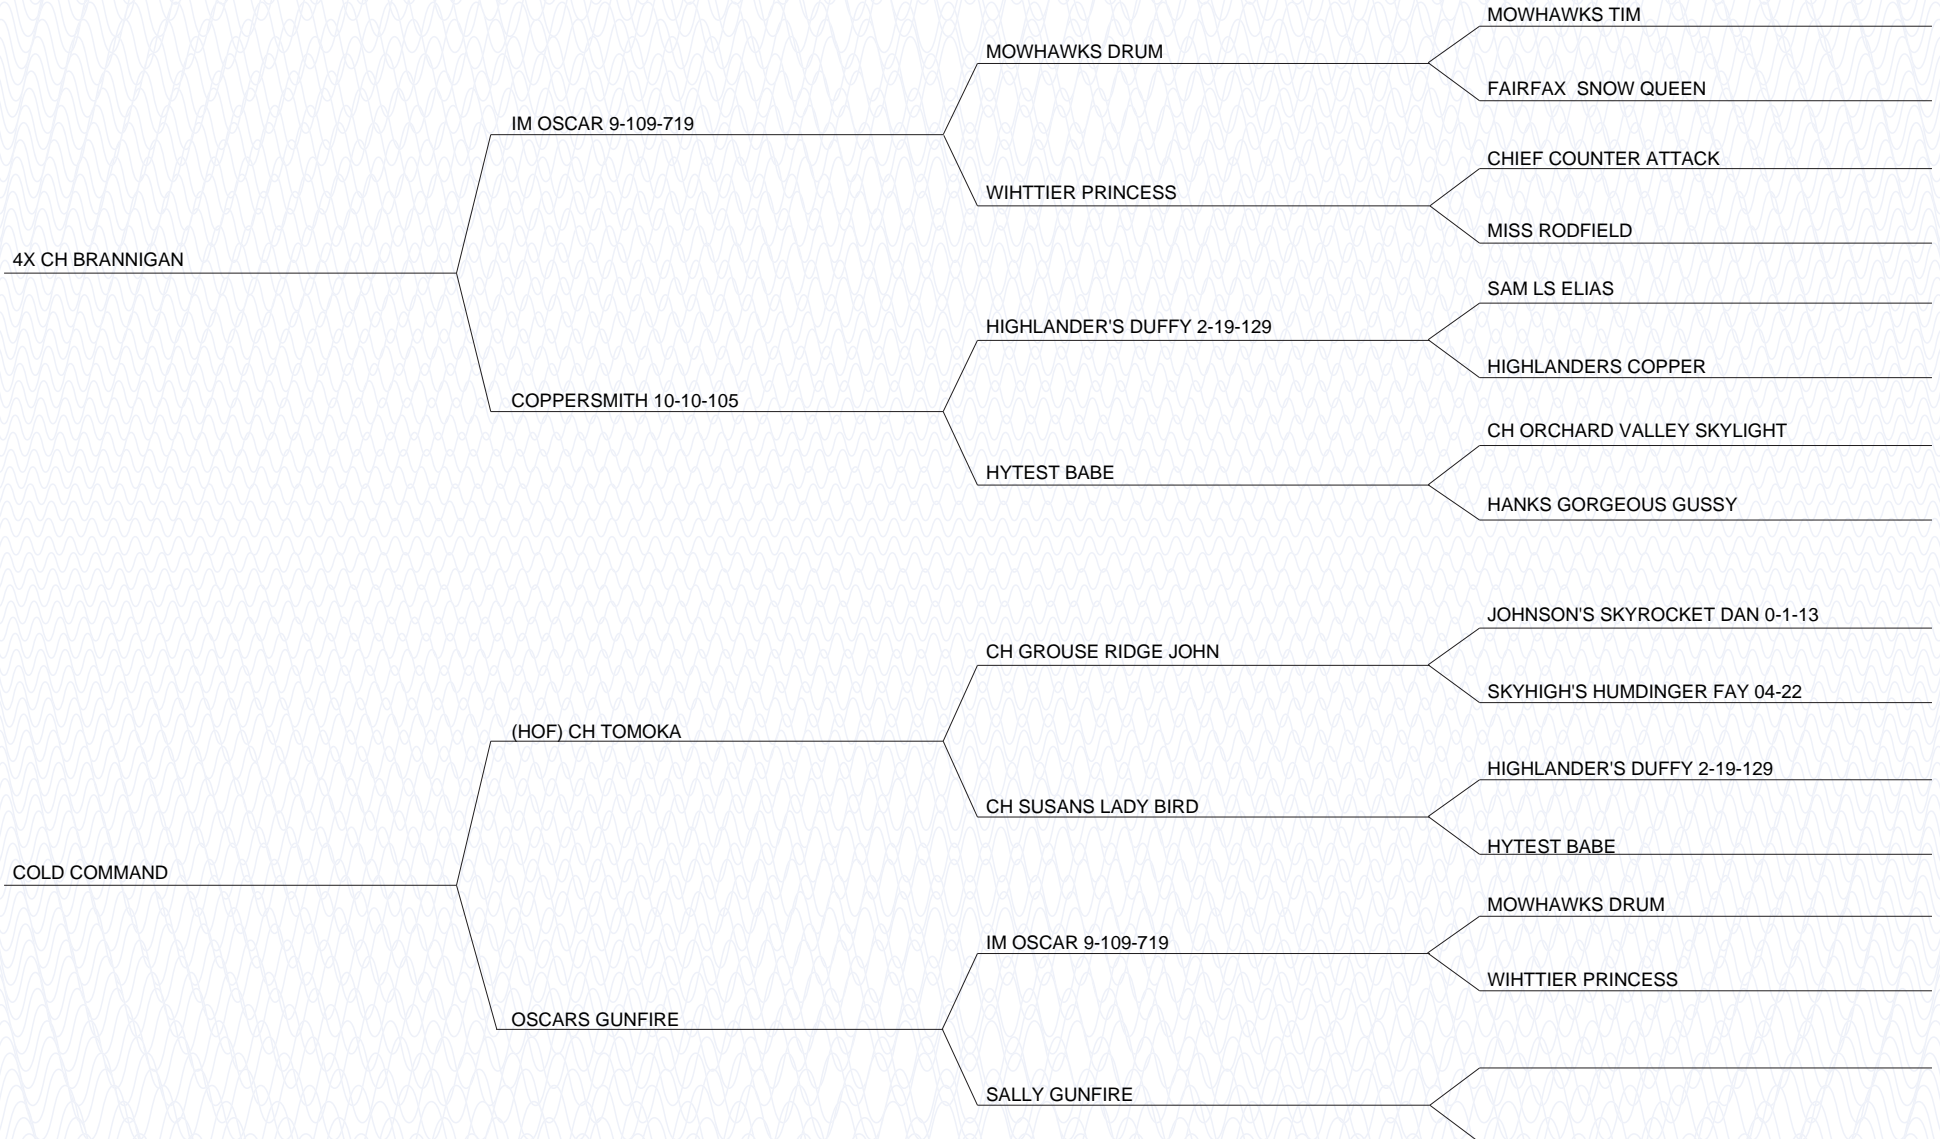 MOWHAWKS TIM
MOWHAWKS DRUM
FAIRFAX  SNOW QUEEN
IM OSCAR 9-109-719
CHIEF COUNTER ATTACK
WIHTTIER PRINCESS
MISS RODFIELD
4X CH BRANNIGAN
SAM LS ELIAS
HIGHLANDER'S DUFFY 2-19-129
HIGHLANDERS COPPER
COPPERSMITH 10-10-105
CH ORCHARD VALLEY SKYLIGHT
HYTEST BABE
HANKS GORGEOUS GUSSY
JOHNSON'S SKYROCKET DAN 0-1-13
CH GROUSE RIDGE JOHN
SKYHIGH'S HUMDINGER FAY 04-22
(HOF) CH TOMOKA
HIGHLANDER'S DUFFY 2-19-129
CH SUSANS LADY BIRD
HYTEST BABE
COLD COMMAND
MOWHAWKS DRUM
IM OSCAR 9-109-719
WIHTTIER PRINCESS
OSCARS GUNFIRE
SALLY GUNFIRE